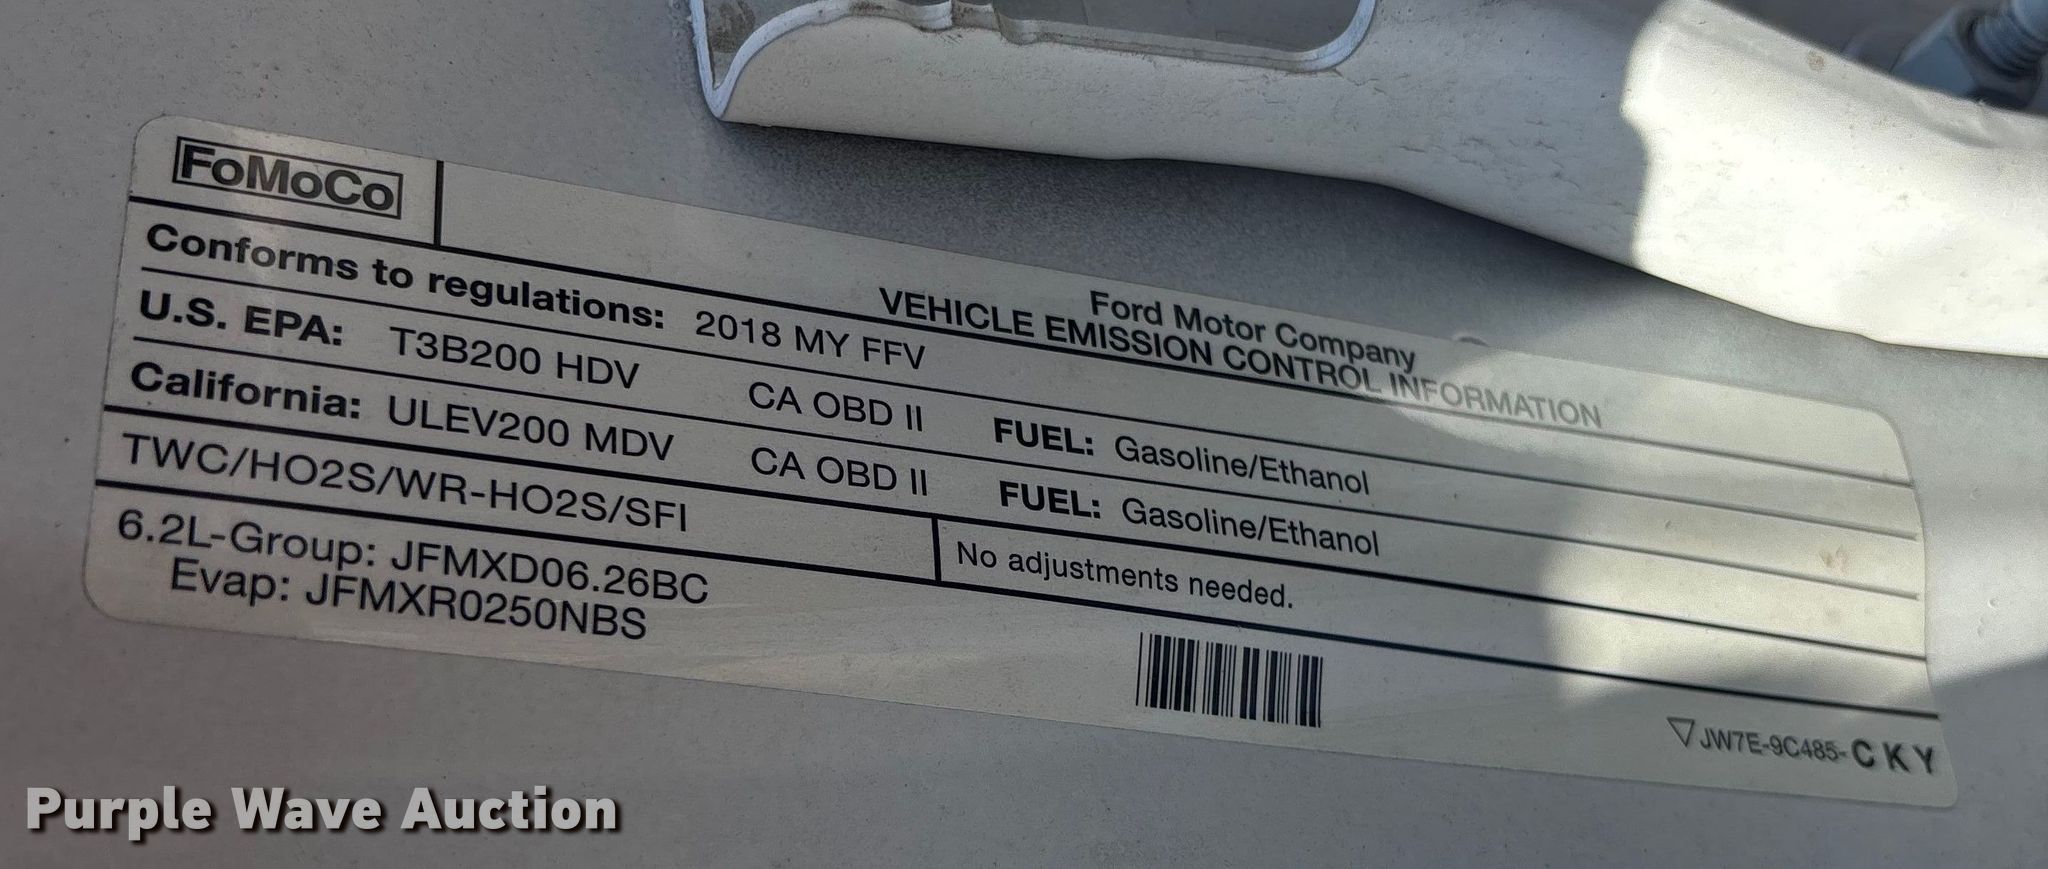 FoMoCo
Ford Motor Company
VEHICLE EMISSION CONTROL INFORMATION
Conforms to regulations: 2018 MY FFV
U.S. EPA: T3B200 HDV CA OBD II FUEL: Gasoline/Ethanol
California: ULEV200 MDV CA OBD II FUEL: Gasoline/Ethanol
TWC/HO2S/WR-HO2S/SFI No adjustments needed.
6.2L-Group: JFMXD06.26BC
Evap: JFMXR0250NBS
JW7E-9C485-CKY
Purple Wave Auction